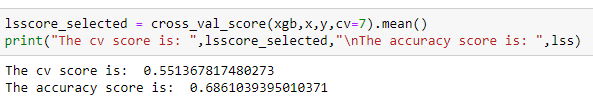 lsscore_selected = cross_val_score(xgb,x,y,cv=7).mean()
print("The cv score is: ",lsscore_selected,"\nThe accuracy score is: ",lss)
The cv score is:  0.551367817480273
The accuracy score is:  0.6861039395010371